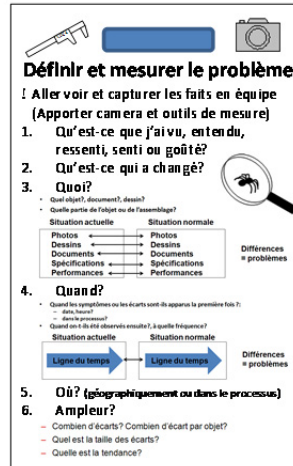 Définir et mesurer le problème
! Aller voir et capturer les faits en équipe
(Apporter camera et outils de mesure)
1. Qu'est-ce que j'ai vu, entendu,
ressenti, senti ou goûté?
2. Qu'est-ce qui a changé?
3. Quoi?
• Quel objet?, document?, dessin?
• Quelle partie de l'objet ou de l'assemblage?
Situation actuelle Situation normale
Photos Photos
Dessins Dessins
Documents Documents
Spécifications Spécifications
Performances Performances
Différences
= problèmes
4. Quand?
• Quand les symptômes ou les écarts sont-ils apparus la première fois?:
– date, heure?
– dans le processus?
• Quand on-t-ils été observés ensuite?, à quelle fréquence?
Situation actuelle Situation normale
Ligne du temps Ligne du temps
Différences
= problèmes
5. Où? (géographiquement ou dans le processus)
6. Ampleur?
– Combien d'écarts? Combien d'écart par objet?
– Quel est la taille des écarts?
– Quelle est la tendance?